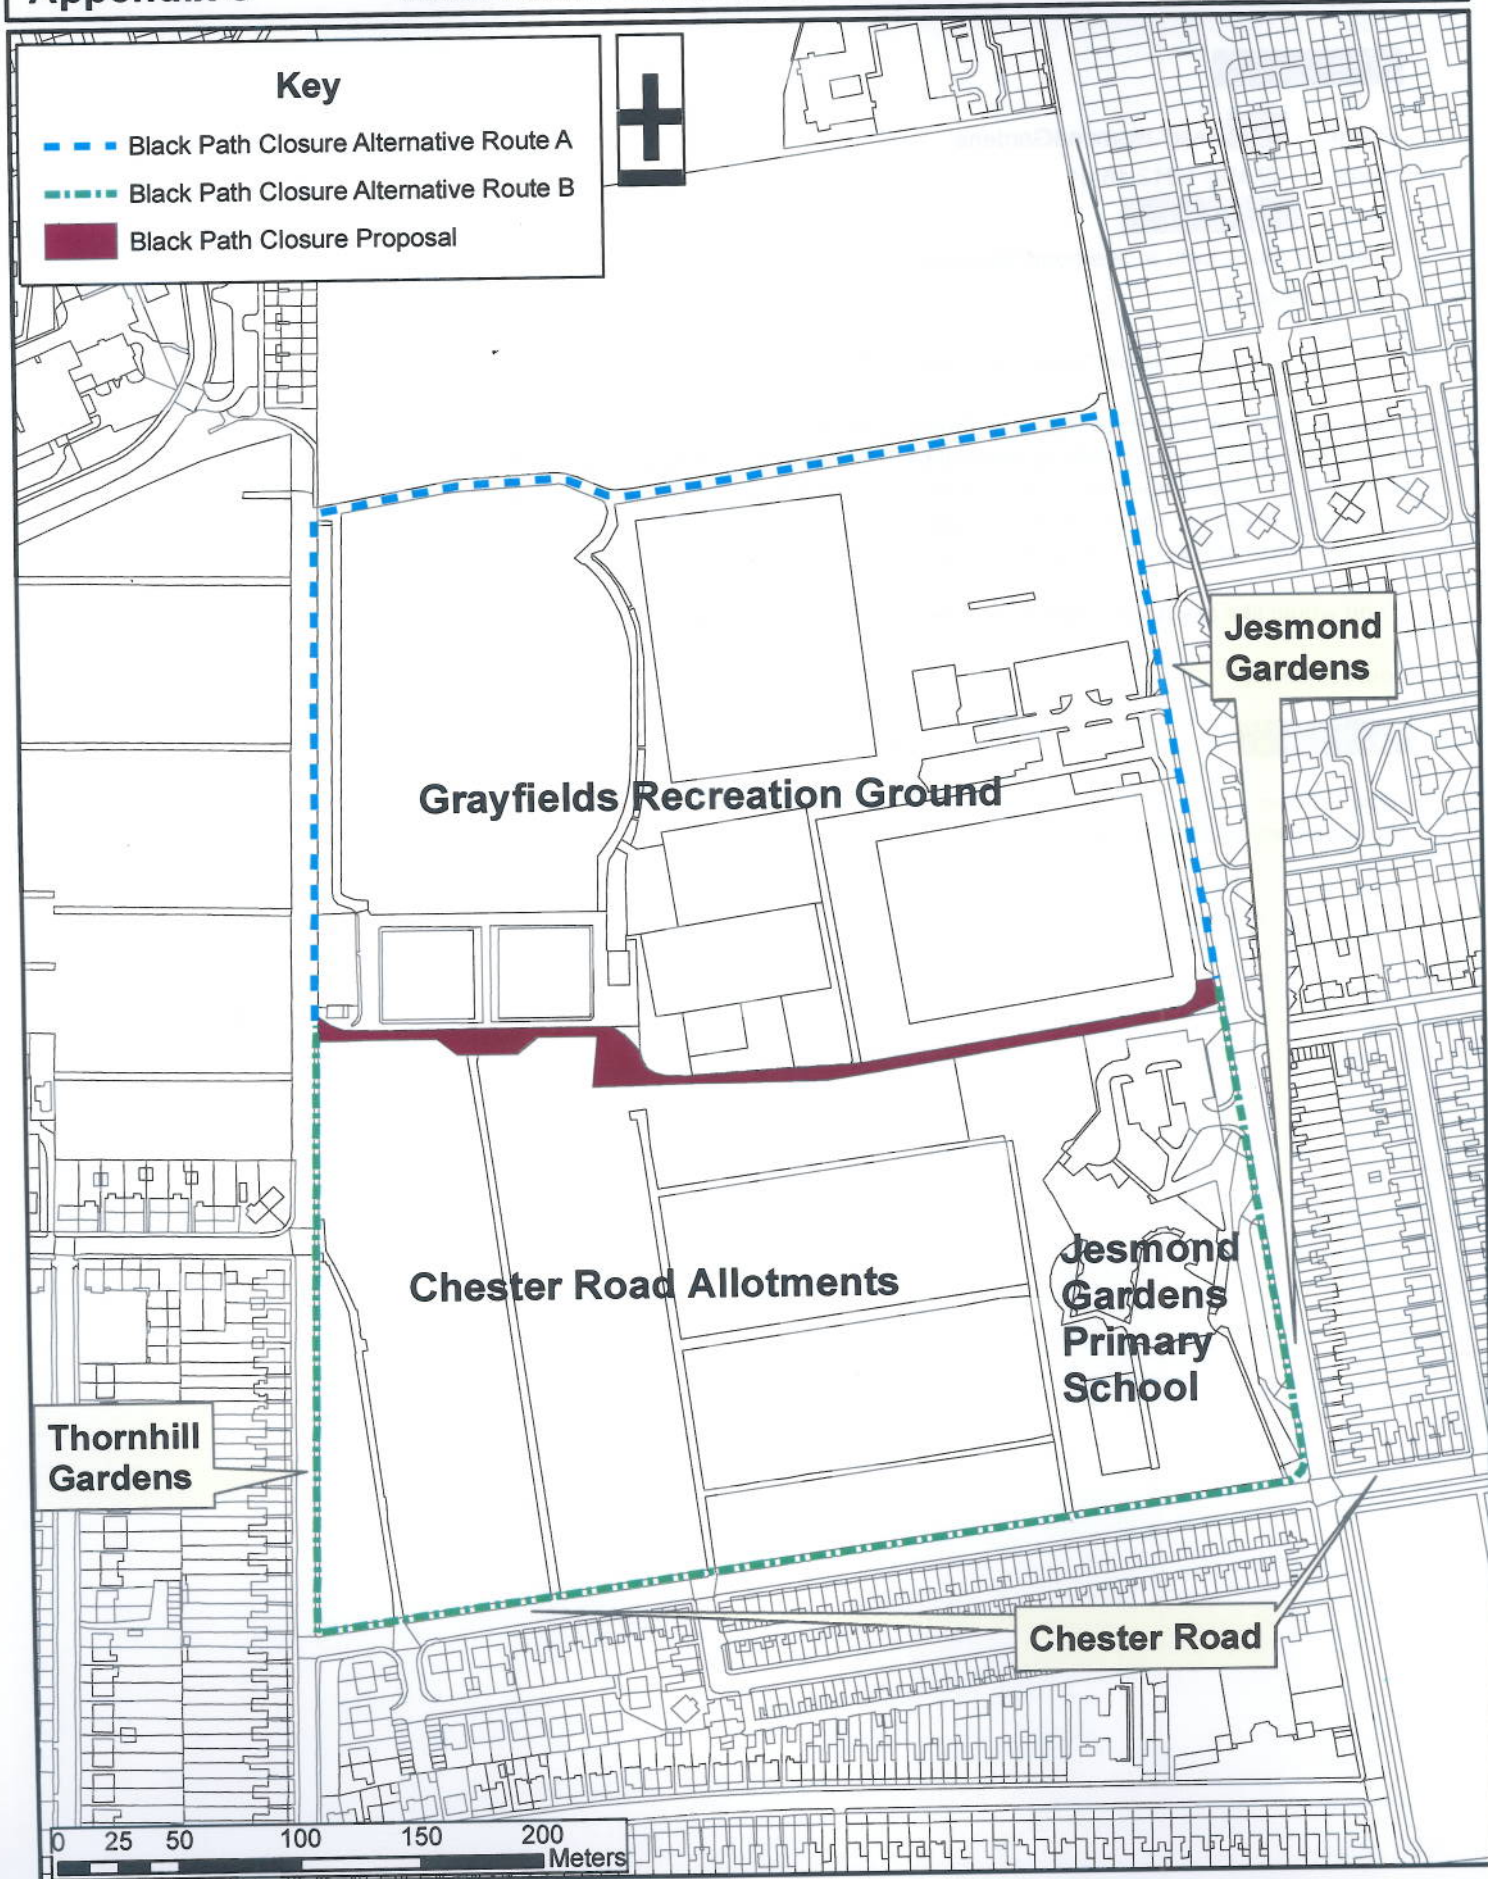 Key
Black Path Closure Alternative Route A
Black Path Closure Alternative Route B
Black Path Closure Proposal
Jesmond
Gardens
Grayfields Recreation Ground
Chester Road Allotments
Jesmond
Gardens
Primary
School
Thornhill
Gardens
Chester Road
0 25 50 100 150 200
Meters